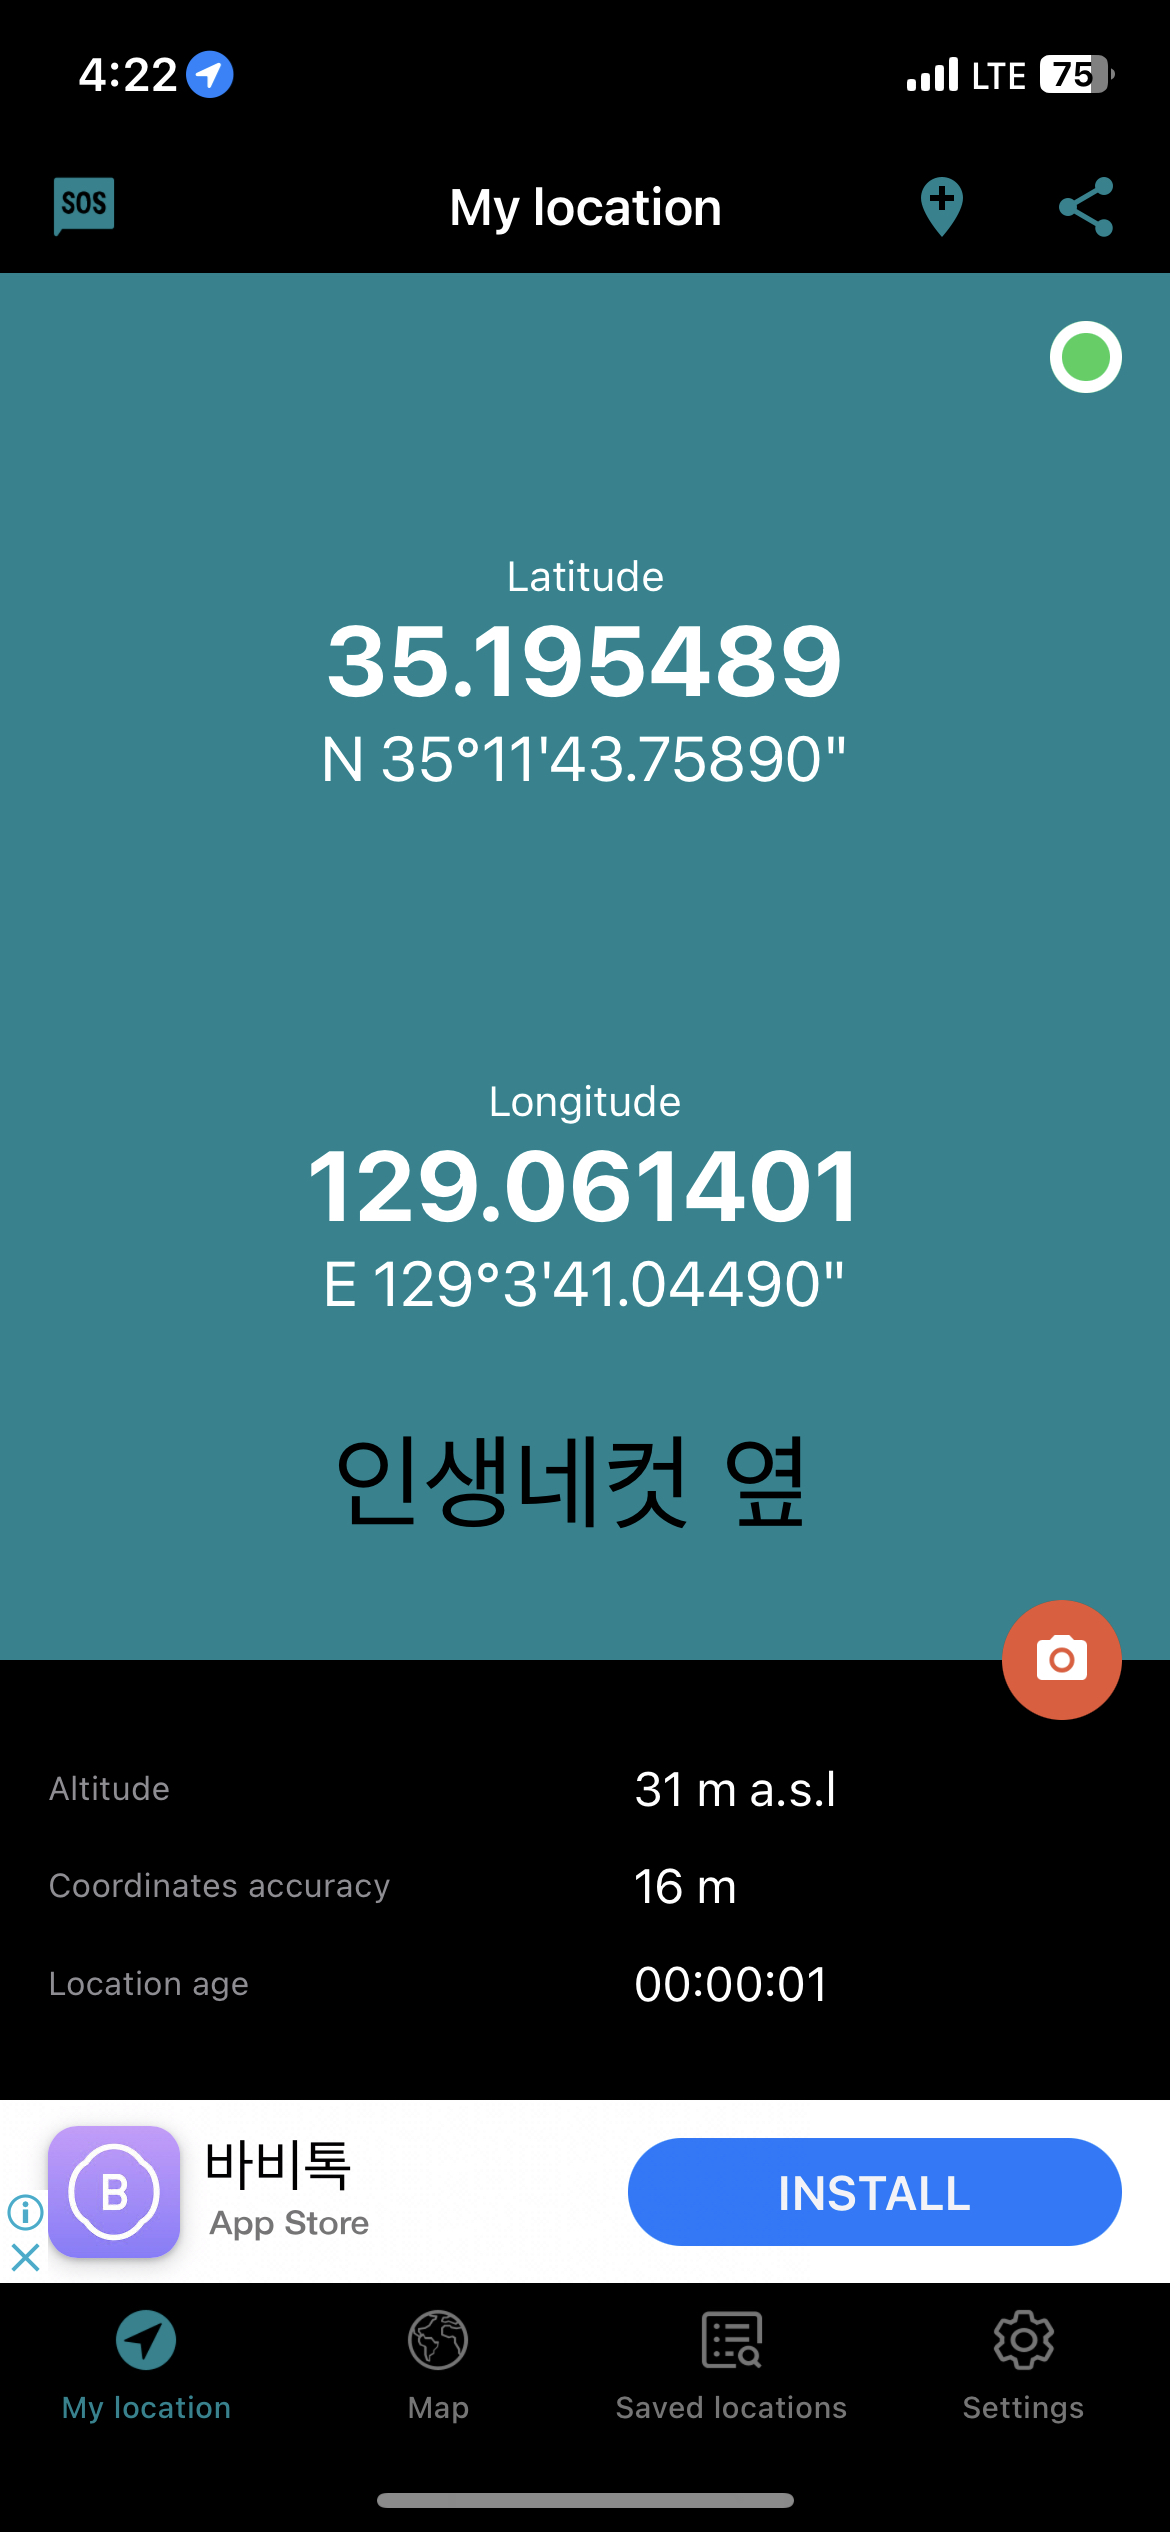 4:22
LTE 75
SOS
My location
Latitude
35.195489
N 35°11'43.75890"
Longitude
129.061401
E 129°3'41.04490"
인생네컷 옆
Altitude 31 m a.s.l
Coordinates accuracy 16 m
Location age 00:00:01
B
바비톡
App Store
INSTALL
My location Map Saved locations Settings